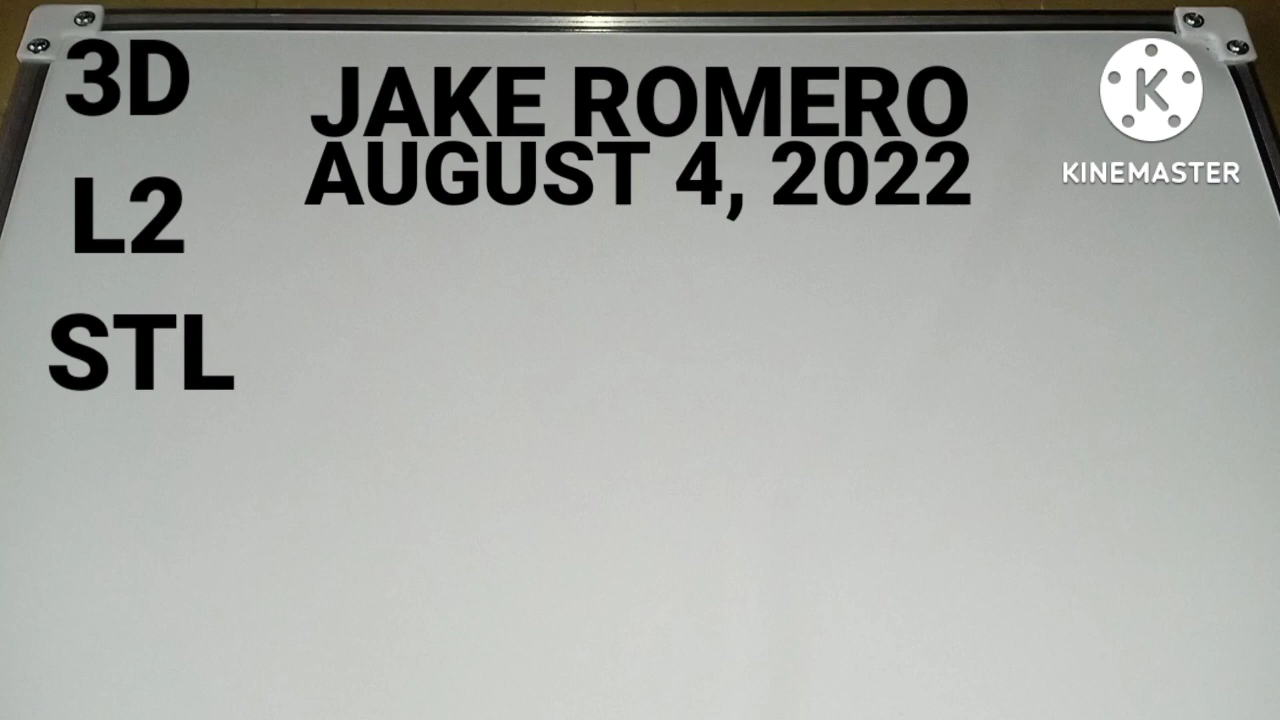 3D
JAKE ROMERO
AUGUST 4, 2022
L2
STL
K
KINEMASTER